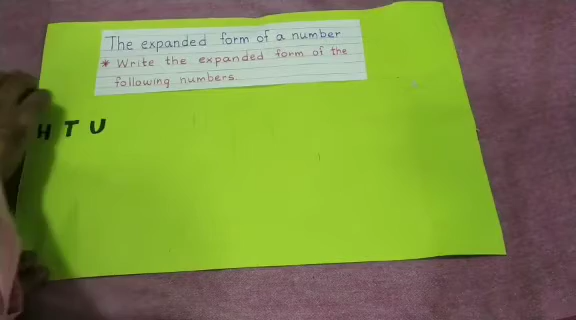 The expanded form of a number
* Write the expanded form of the
following numbers.
H T U